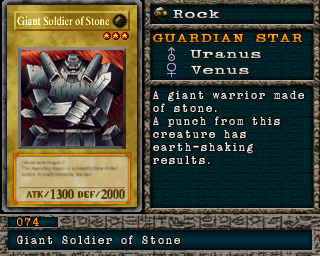 Giant Soldier of Stone
ATK/1300 DEF/2000
Rock
GUARDIAN STAR
♅ Uranus
♀ Venus
A giant warrior made
of stone.
A punch from this
creature has
earth-shaking
results.
074
Giant Soldier of Stone